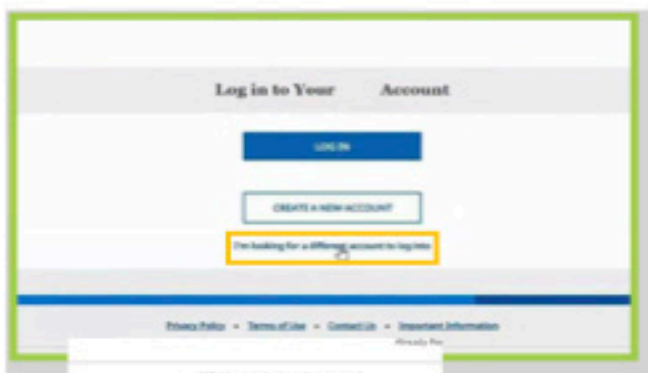 Log in to Your Account
LOG IN
CREATE A NEW ACCOUNT
I'm looking for a different account to log into
Privacy Policy • Terms of Use • Contact Us • Important Information
Already